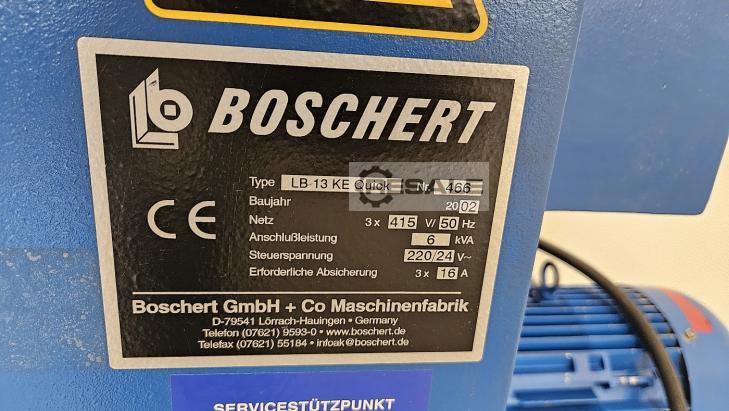 BOSCHERT
Type LB 13 KE Quick Nr. 466
Baujahr 2002
Netz 3 x 415 V/ 50 Hz
Anschlußleistung 6 kVA
Steuerspannung 220/24 V~
Erforderliche Absicherung 3 x 16 A
CE
Boschert GmbH + Co Maschinenfabrik
D-79541 Lörrach-Hauingen • Germany
Telefon (07621) 9593-0 • www.boschert.de
Telefax (07621) 55184 • infoak@boschert.de
SERVICESTÜTZPUNKT